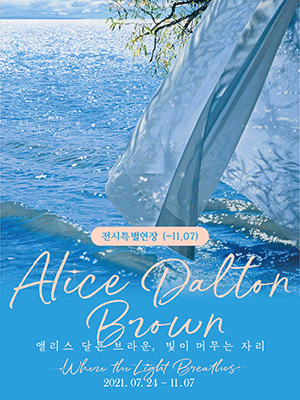 전시특별연장 (~11.07)
Alice Dalton
Brown
앨리스 달튼 브라운, 빛이 머무는 자리
Where the Light Breathes
2021. 07. 24 – 11. 07